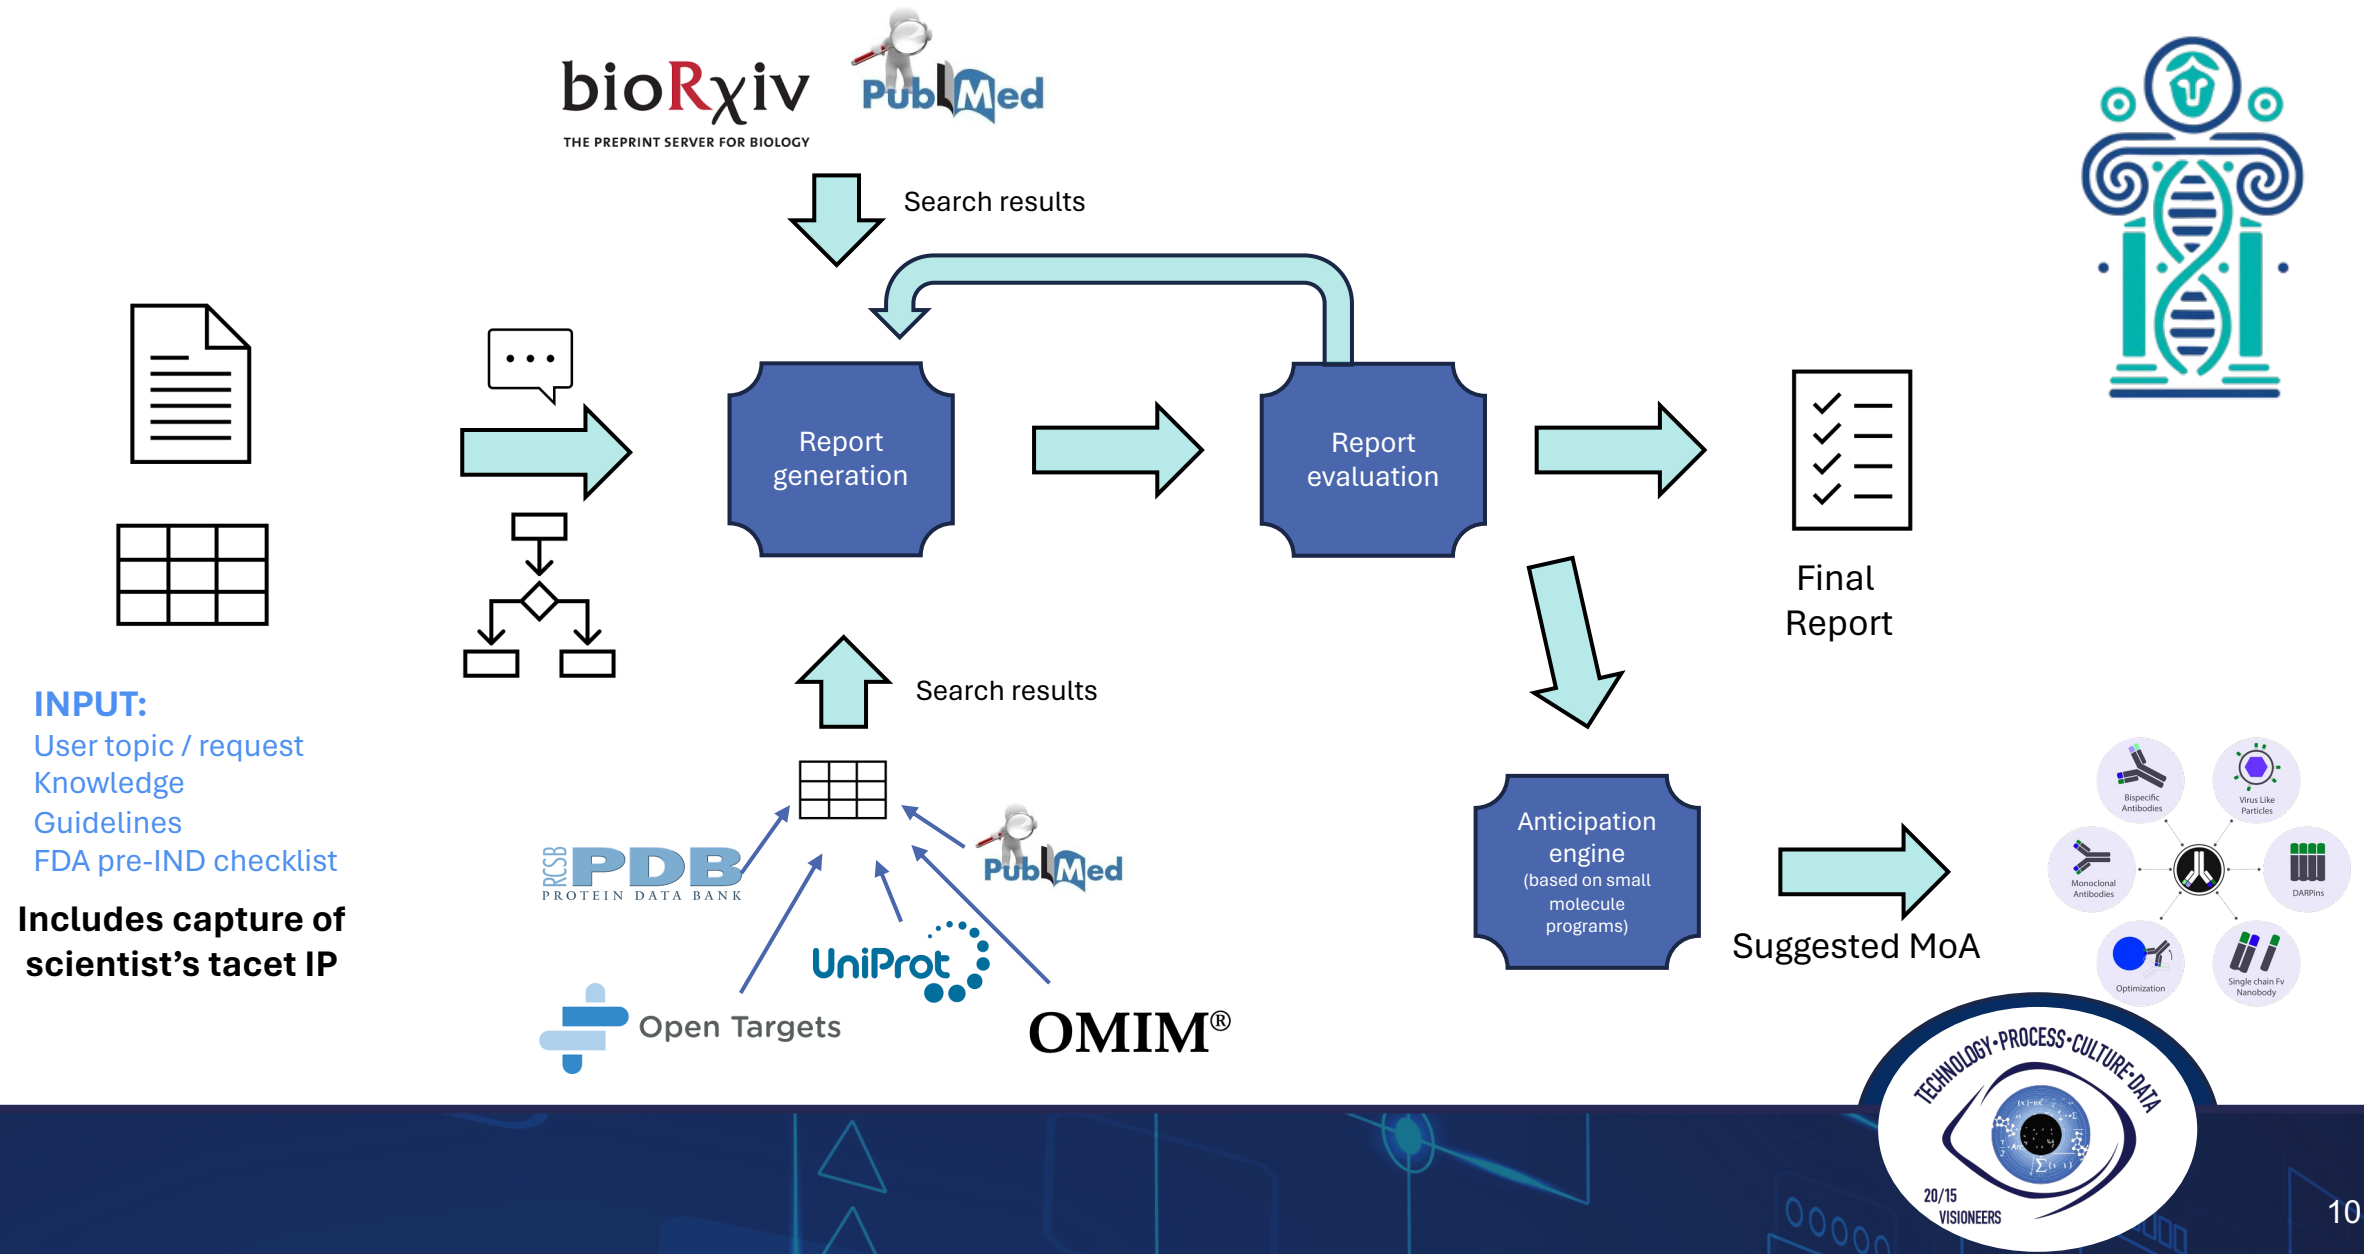 bioRxiv
THE PREPRINT SERVER FOR BIOLOGY
PubMed
Search results
Report
generation
Report
evaluation
Final
Report
INPUT:
User topic / request
Knowledge
Guidelines
FDA pre-IND checklist
Includes capture of
scientist's tacet IP
Search results
RCSB
PDB
PROTEIN DATA BANK
PubMed
UniProt
Open Targets
OMIM®
Anticipation
engine
(based on small
molecule
programs)
Suggested MoA
Bispecific
Antibodies
Virus Like
Particles
Monoclonal
Antibodies
DARPins
Optimization
Single chain Fv
Nanobody
TECHNOLOGY•PROCESS•CULTURE•DATA
20/15
VISIONEERS
10